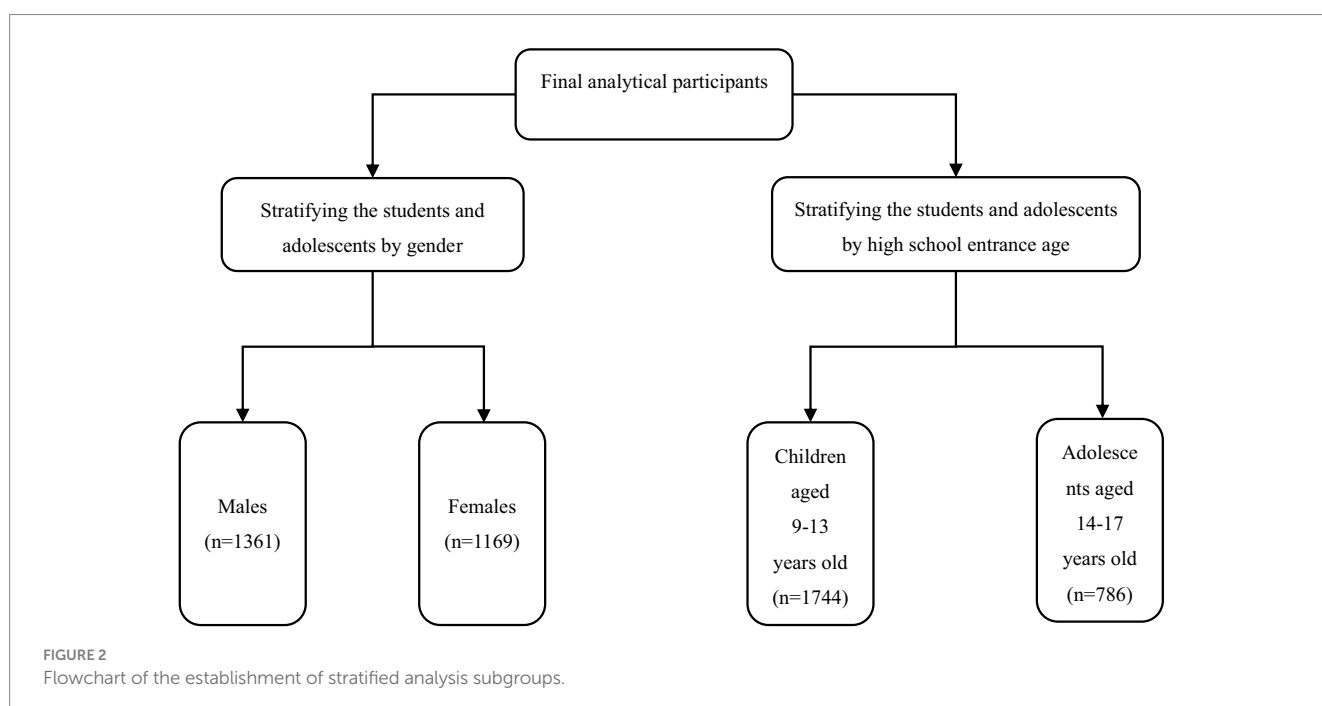 Final analytical participants
Stratifying the students and
adolescents by gender
Stratifying the students and adolescents
by high school entrance age
Males
(n=1361)
Females
(n=1169)
Children
aged
9-13
years old
(n=1744)
Adolesce
nts aged
14-17
years old
(n=786)
FIGURE 2
Flowchart of the establishment of stratified analysis subgroups.